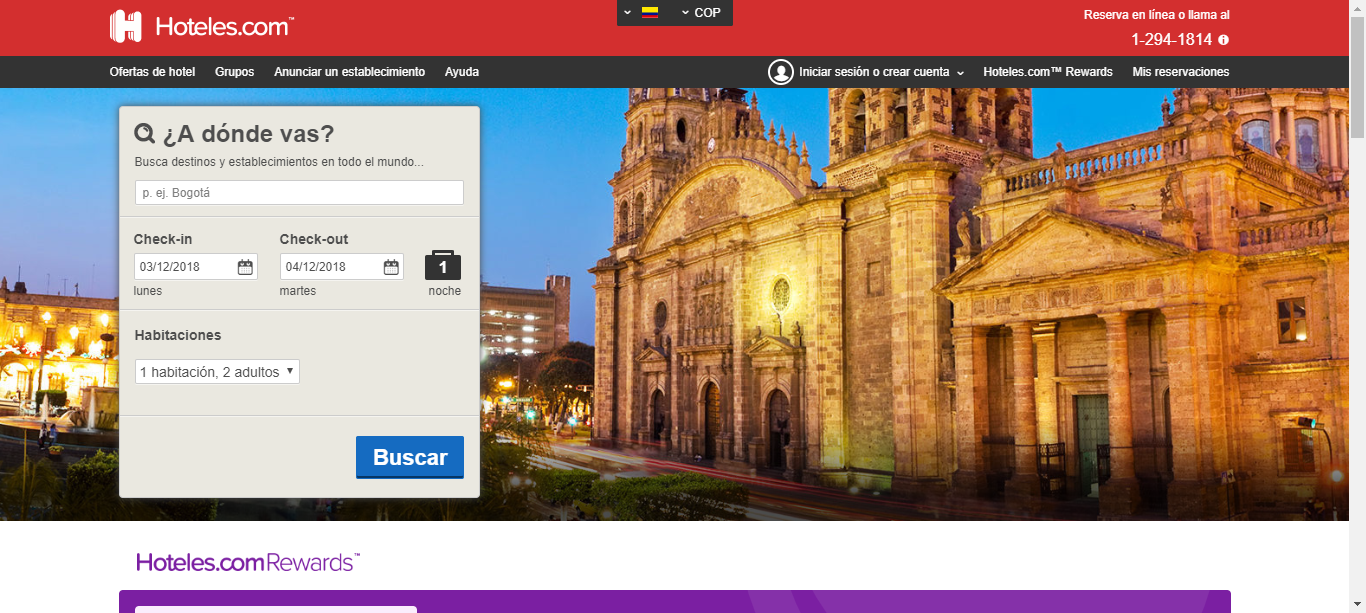 Hoteles.com™
COP
Reserva en línea o llama al
1-294-1814
Ofertas de hotel Grupos Anunciar un establecimiento Ayuda
Iniciar sesión o crear cuenta Hoteles.com™ Rewards Mis reservaciones
¿A dónde vas?
Busca destinos y establecimientos en todo el mundo...
p. ej. Bogotá
Check-in Check-out
03/12/2018 04/12/2018 1
lunes martes noche
Habitaciones
1 habitación, 2 adultos
Buscar
Hoteles.com Rewards™